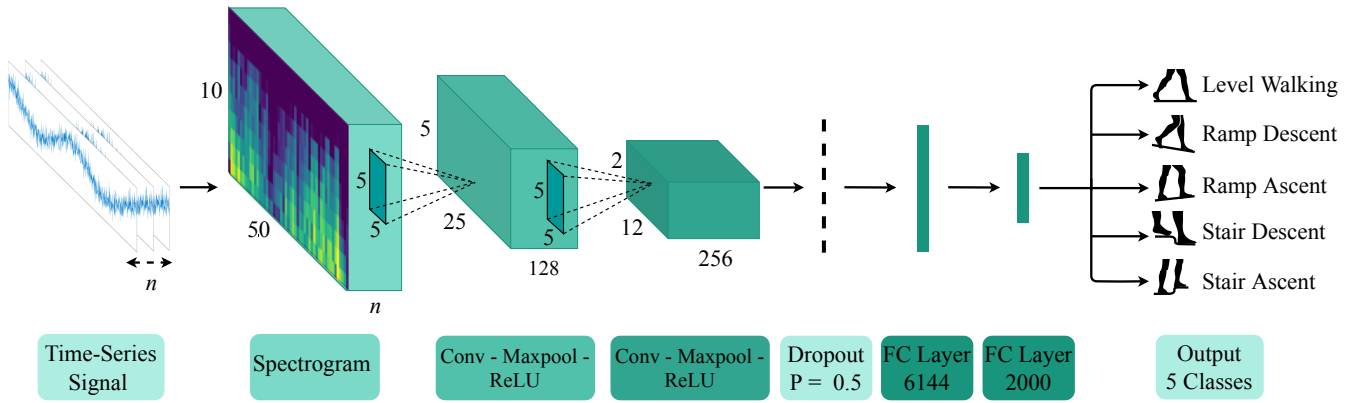 n
10
50
n
5
5
5
25
128
5
5
2
12
256
Level Walking
Ramp Descent
Ramp Ascent
Stair Descent
Stair Ascent
Time-Series
Signal
Spectrogram
Conv - Maxpool -
ReLU
Conv - Maxpool -
ReLU
Dropout
P = 0.5
FC Layer
6144
FC Layer
2000
Output
5 Classes